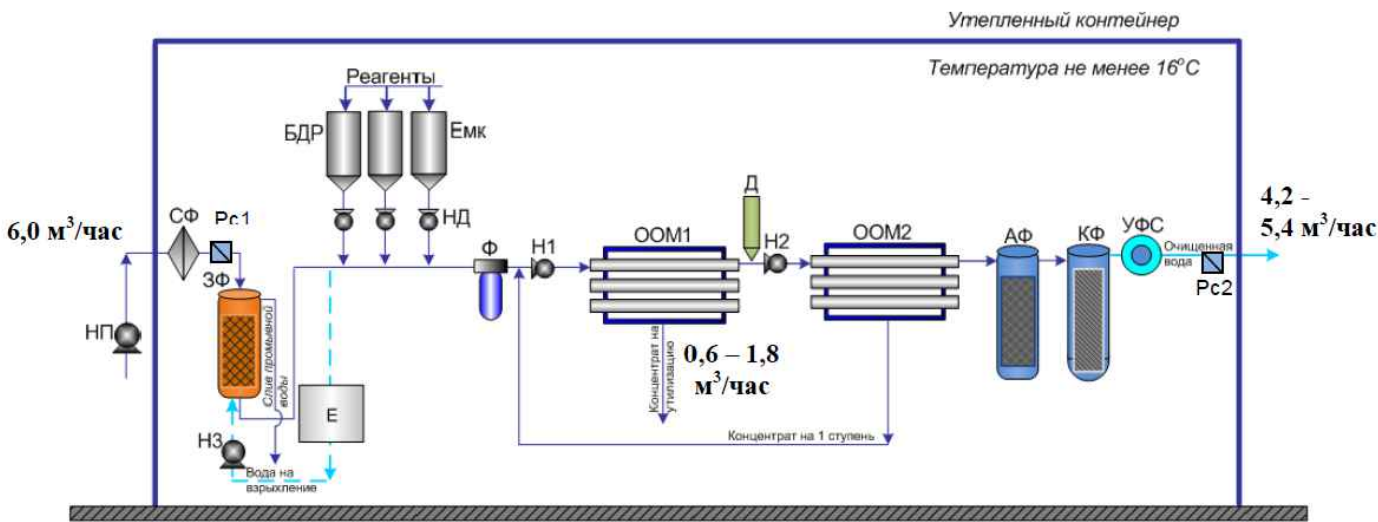 Утепленный контейнер
Температура не менее 16°С
Реагенты
БДР
Емк
НД
6,0 м³/час
СФ
Рс1
ЗФ
НП
Слив промывной
воды
НЗ
Вода на
взрыхление
Е
Ф
Н1
ООМ1
Д
Н2
ООМ2
АФ
КФ
УФС
Очищенная
вода
Рс2
4,2 -
5,4 м³/час
Концентрат на
утилизацию
0,6 – 1,8
м³/час
Концентрат на 1 ступень